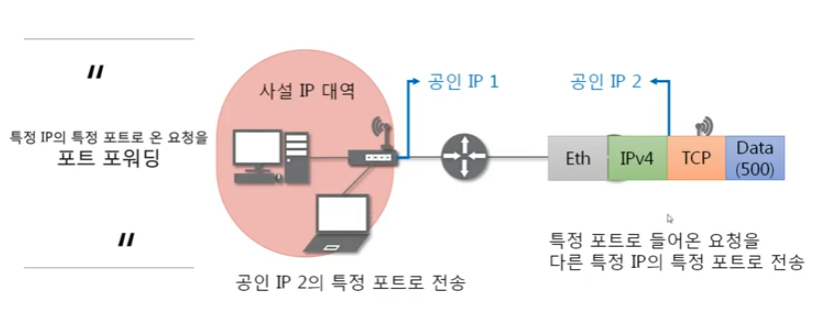 "
특정 IP의 특정 포트로 온 요청을
포트 포워딩
"
사설 IP 대역
공인 IP 1
공인 IP 2
Eth
IPv4
TCP
Data
(500)
공인 IP 2의 특정 포트로 전송
특정 포트로 들어온 요청을
다른 특정 IP의 특정 포트로 전송